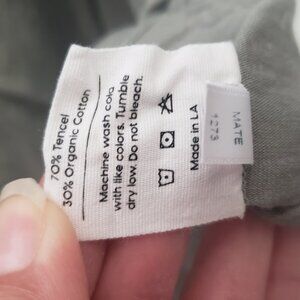 70% Tencel
30% Organic Cotton
Machine wash cold
with like colors. Tumble
dry low. Do not bleach.
Made in LA
MATE
1273